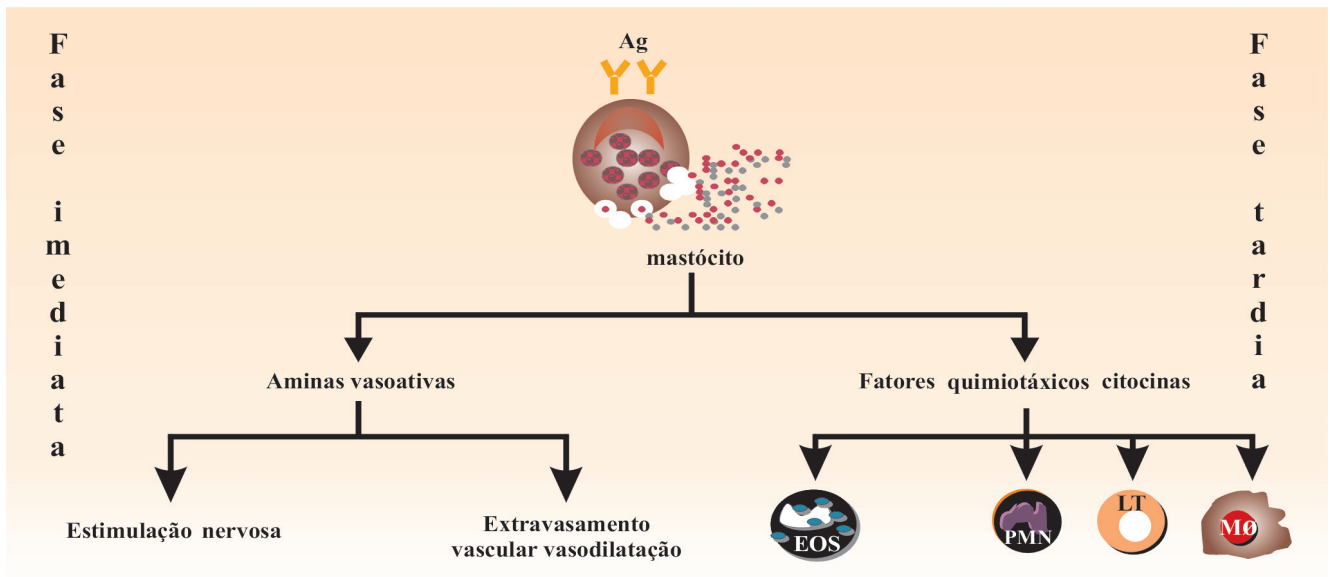 Fase imediata
Ag
mastócito
Fase tardia
Aminas vasoativas
Fatores quimiotáxicos citocinas
Estimulação nervosa
Extravasamento
vascular vasodilatação
EOS
PMN
LT
MØ